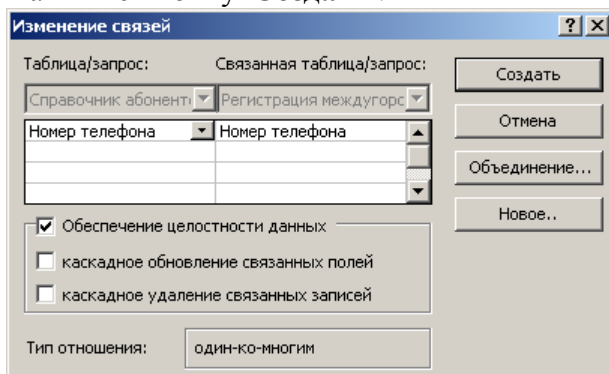 Изменение связей
Таблица/запрос: Связанная таблица/запрос:
Справочник абонент Регистрация междугорс
Номер телефона Номер телефона
Обеспечение целостности данных
каскадное обновление связанных полей
каскадное удаление связанных записей
Тип отношения: один-ко-многим
Создать
Отмена
Объединение...
Новое..